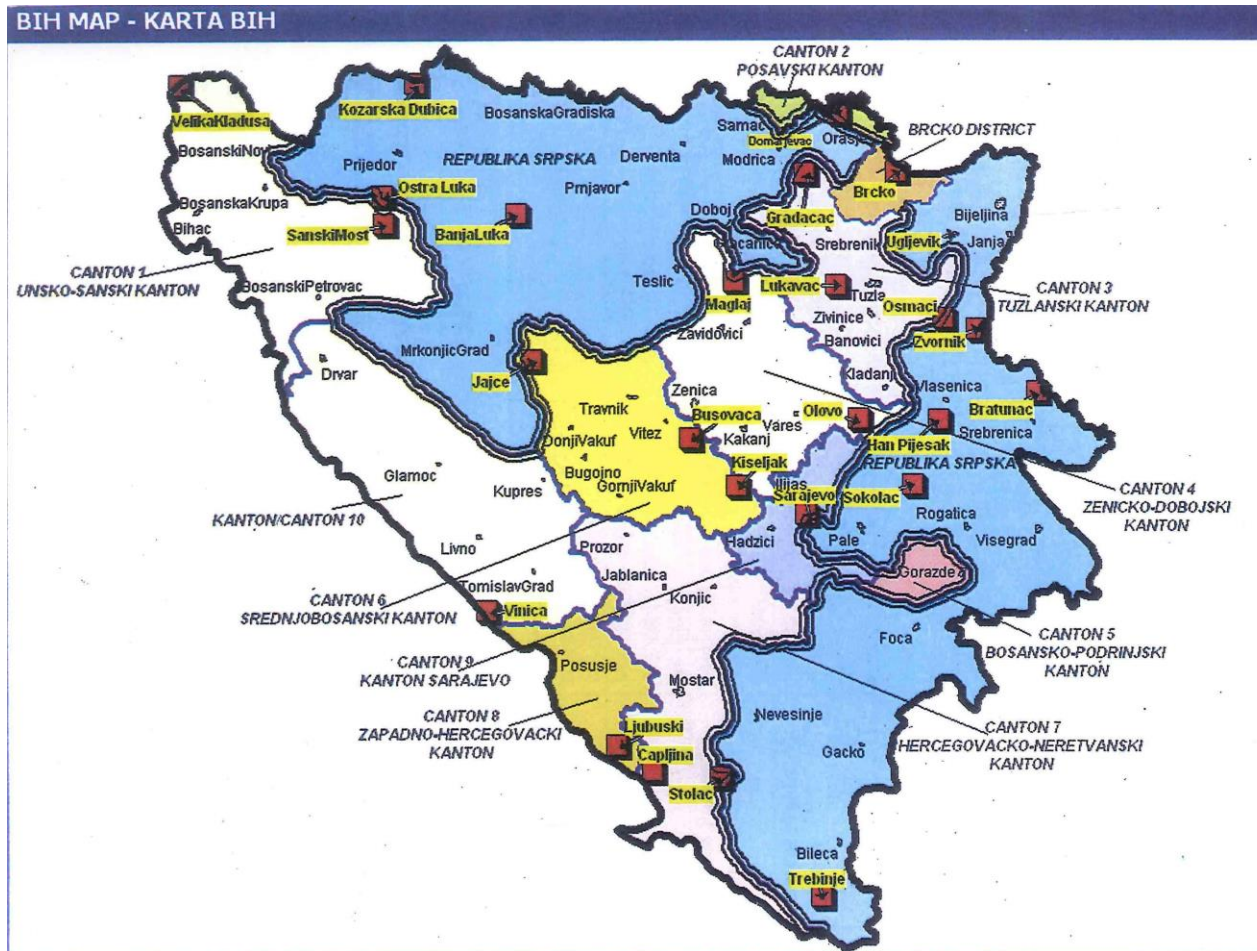 BIH MAP - KARTA BIH
CANTON 2
POSAVSKI KANTON
VelikaKladusa
Kozarska Dubica
BosanskaGradiska
Samac
Domaljevac
Orasje
BRCKO DISTRICT
BosanskiNovi
Prijedor
REPUBLIKA SRPSKA
Derventa
Modrica
Prnjavor
Ostra Luka
Brcko
BosanskaKrupa
Bihac
SanskiMost
BanjaLuka
Doboj
Gradacac
Bijeljina
Srebrenik
Ugljevik
Janja
Gracanica
CANTON 1
UNSKO-SANSKI KANTON
Teslic
Maglaj
Lukavac
Tuzla
CANTON 3
TUZLANSKI KANTON
BosanskiPetrovac
Zivinice
Osmaci
Zavidovici
Banovici
Zvornik
Drvar
MrkonjicGrad
Jajce
Kladanj
Vlasenica
Travnik
Zenica
Busovaca
Olovo
Bratunac
DonjiVakuf
Vitez
Kakanj
Vares
Han Pijesak
Srebrenica
Bugojno
REPUBLIKA SRPSKA
Glamoc
Kupres
GornjiVakuf
Kiseljak
Ilijas
Sarajevo
Sokolac
CANTON 4
ZENICKO-DOBOJSKI
KANTON
KANTON/CANTON 10
Rogatica
Livno
Prozor
Hadzici
Pale
Visegrad
TomislavGrad
Jablanica
Konjic
Gorazde
CANTON 6
SREDNJOBOSANSKI KANTON
Vinica
Foca
CANTON 5
BOSANSKO-PODRINJSKI
KANTON
CANTON 9
KANTON SARAJEVO
Posusje
Mostar
CANTON 8
ZAPADNO-HERCEGOVACKI
KANTON
Nevesinje
CANTON 7
HERCEGOVACKO-NERETVANSKI
KANTON
Ljubuski
Gacko
Capljina
Stolac
Bileca
Trebinje